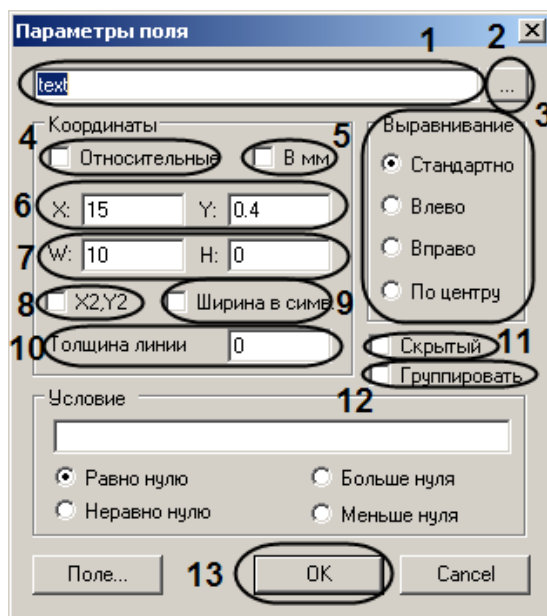 Параметры поля
1 2
text ...
3
4 Координаты 5 Выравнивание
Относительные В мм Стандартно
6 X: 15 Y: 0.4 Влево
7 W: 10 H: 0 Вправо
8 X2,Y2 Ширина в симв. 9 По центру
10 Толщина линии 0 Скрытый 11
Группировать
12
Условие
Равно нулю Больше нуля
Неравно нулю Меньше нуля
Поле... 13 OK Cancel